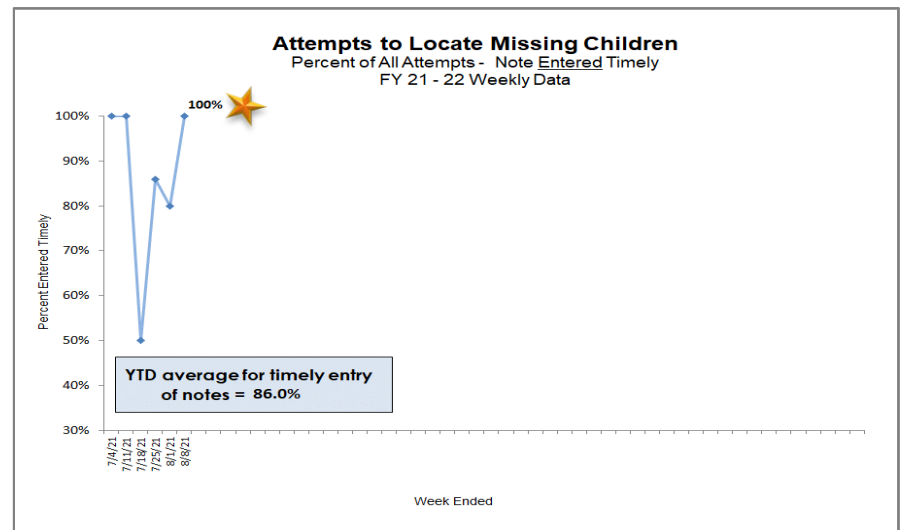 Attempts to Locate Missing Children
Percent of All Attempts - Note Entered Timely
FY 21 - 22 Weekly Data
100%
100%
90%
80%
70%
60%
50%
40%
30%
Percent Entered Timely
YTD average for timely entry
of notes = 86.0%
7/4/21
7/11/21
7/18/21
7/25/21
8/1/21
8/8/21
Week Ended